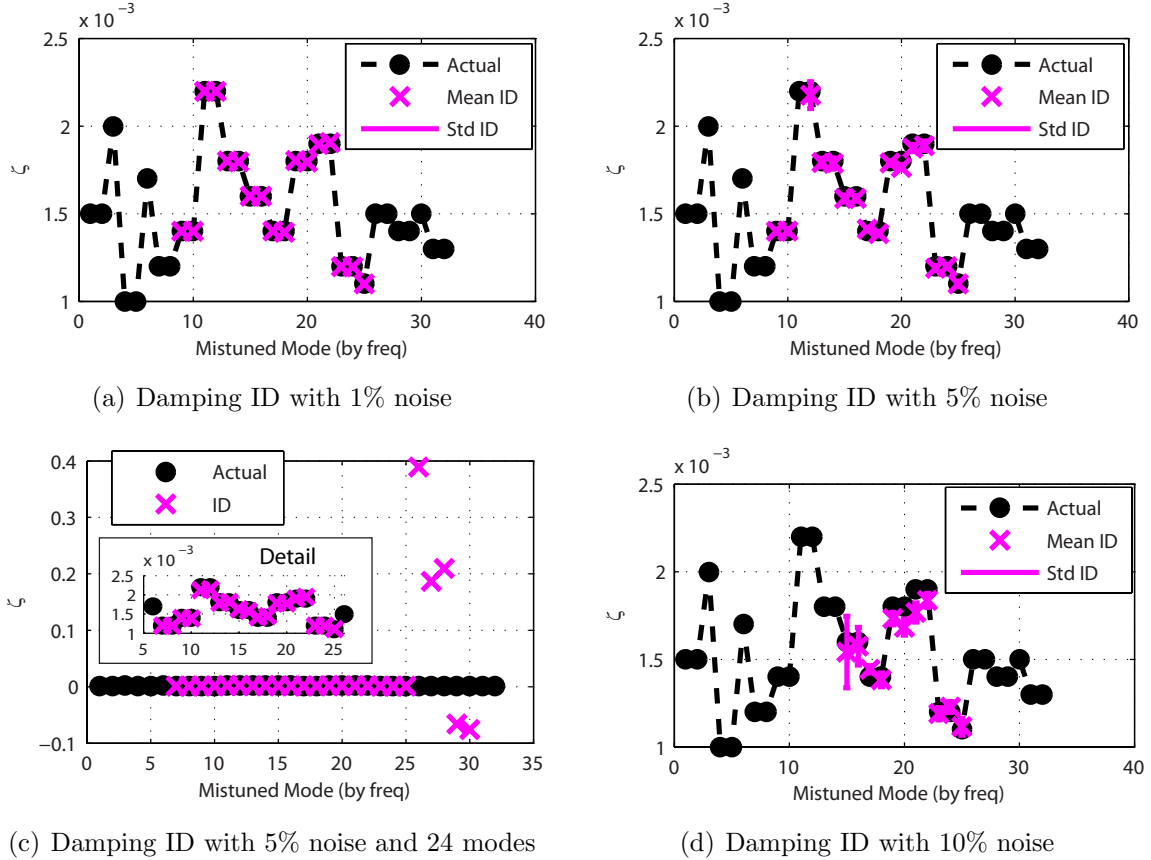 x 10⁻³
2.5
2
1.5
1
ζ
0 10 20 30 40
Mistuned Mode (by freq)
Actual
Mean ID
Std ID
(a) Damping ID with 1% noise
x 10⁻³
2.5
2
1.5
1
ζ
0 10 20 30 40
Mistuned Mode (by freq)
Actual
Mean ID
Std ID
(b) Damping ID with 5% noise
0.4
0.3
0.2
0.1
0
−0.1
ζ
0 5 10 15 20 25 30 35
Mistuned Mode (by freq)
Actual
ID
Detail
x 10⁻³
2.5
2
1.5
1
5 10 15 20 25
(c) Damping ID with 5% noise and 24 modes
x 10⁻³
2.5
2
1.5
1
ζ
0 10 20 30 40
Mistuned Mode (by freq)
Actual
Mean ID
Std ID
(d) Damping ID with 10% noise